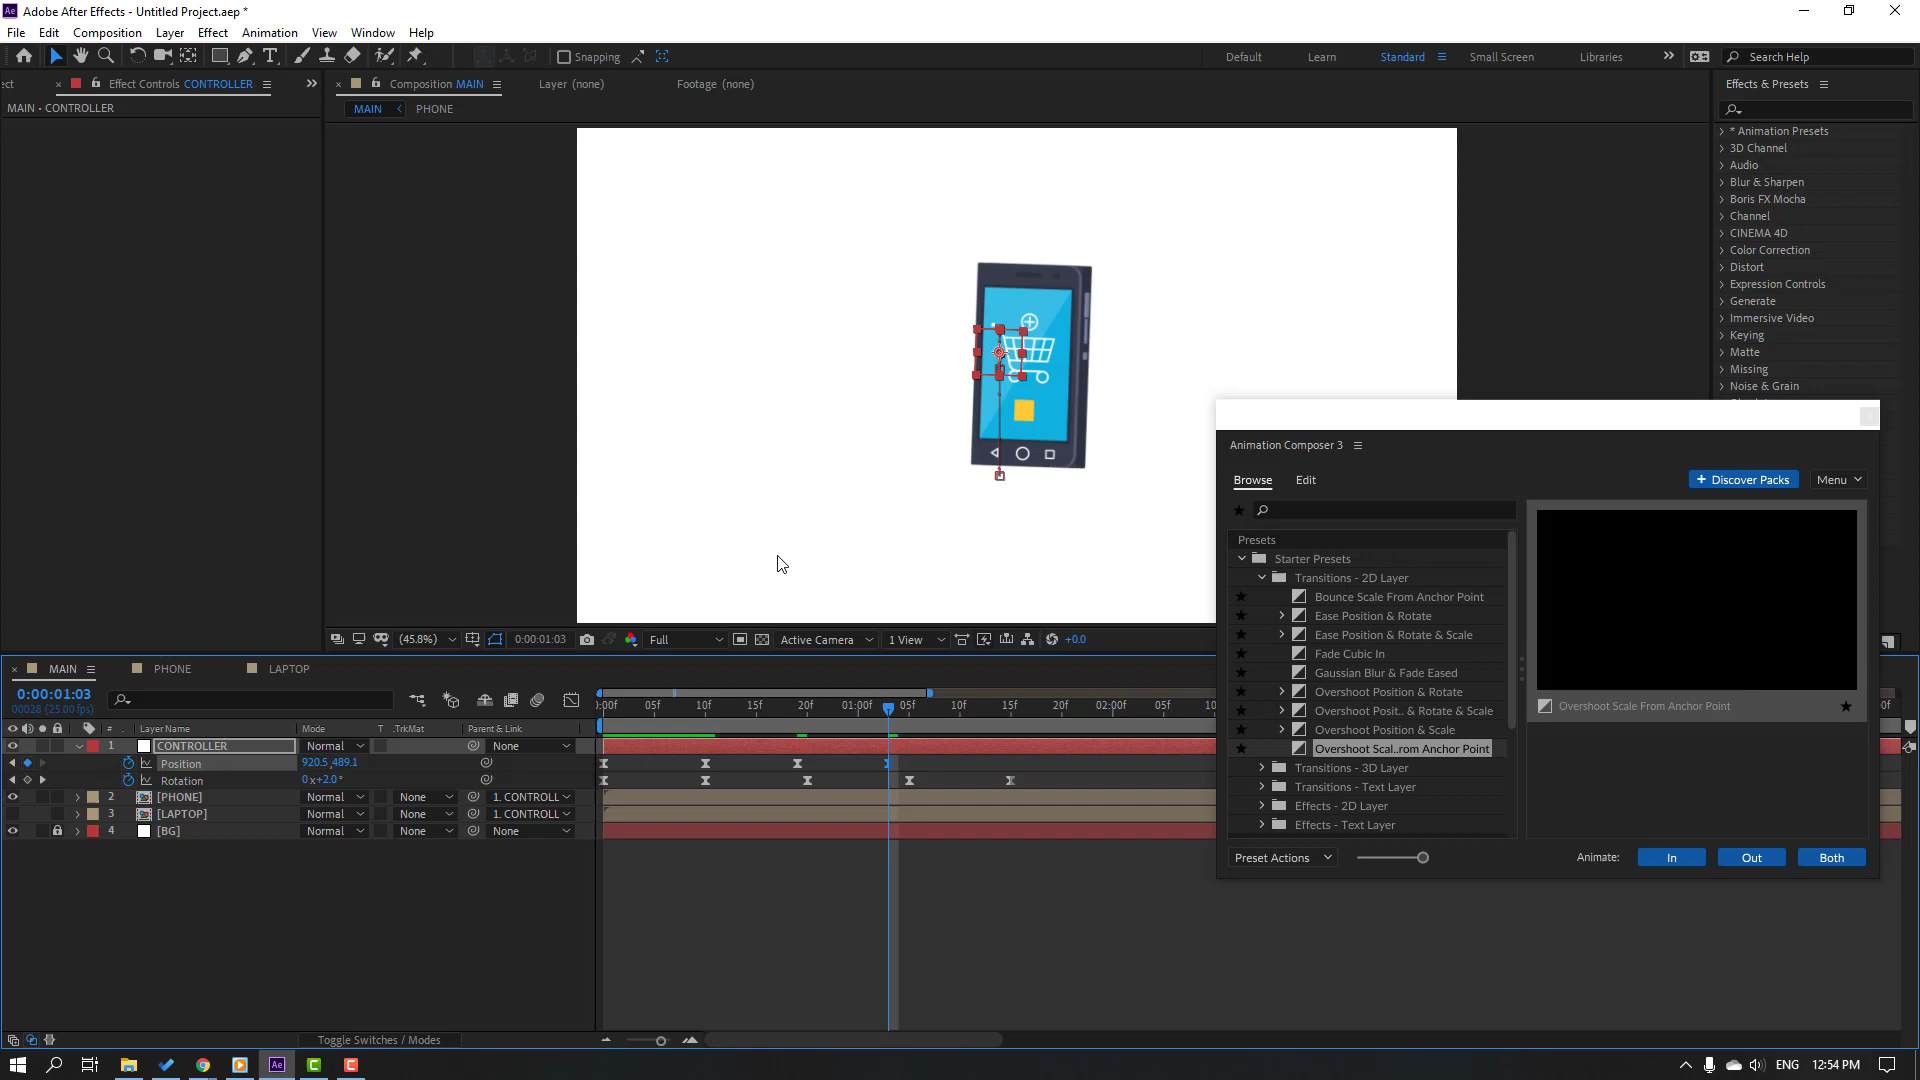 Adobe After Effects - Untitled Project.aep *
File Edit Composition Layer Effect Animation View Window Help
Snapping
Default Learn Standard Small Screen Libraries
Search Help
ect Effect Controls CONTROLLER
MAIN • CONTROLLER
Composition MAIN
Layer (none)
Footage (none)
MAIN PHONE
Effects & Presets
* Animation Presets
3D Channel
Audio
Blur & Sharpen
Boris FX Mocha
Channel
CINEMA 4D
Color Correction
Distort
Expression Controls
Generate
Immersive Video
Keying
Matte
Missing
Noise & Grain
Animation Composer 3
Browse Edit
+ Discover Packs
Menu
Presets
Starter Presets
Transitions - 2D Layer
Bounce Scale From Anchor Point
Ease Position & Rotate
Ease Position & Rotate & Scale
Fade Cubic In
Gaussian Blur & Fade Eased
Overshoot Position & Rotate
Overshoot Posit.. & Rotate & Scale
Overshoot Position & Scale
Overshoot Scal..rom Anchor Point
Transitions - 3D Layer
Transitions - Text Layer
Effects - 2D Layer
Effects - Text Layer
Overshoot Scale From Anchor Point
Preset Actions
Animate: In Out Both
(45.8%) 0:00:01:03 Full Active Camera 1 View +0.0
MAIN PHONE LAPTOP
0:00:01:03
00028 (25.00 fps)
):00f 05f 10f 15f 20f 01:00f 05f 10f 15f 20f 02:00f 05f 10
0f
# Layer Name Mode T .TrkMat Parent & Link
1 CONTROLLER Normal None
Position 920.5,489.1
Rotation 0x+2.0°
2 [PHONE] Normal None 1. CONTROLL
3 [LAPTOP] Normal None 1. CONTROLL
4 [BG] Normal None None
Toggle Switches / Modes
Ae
ENG 12:54 PM